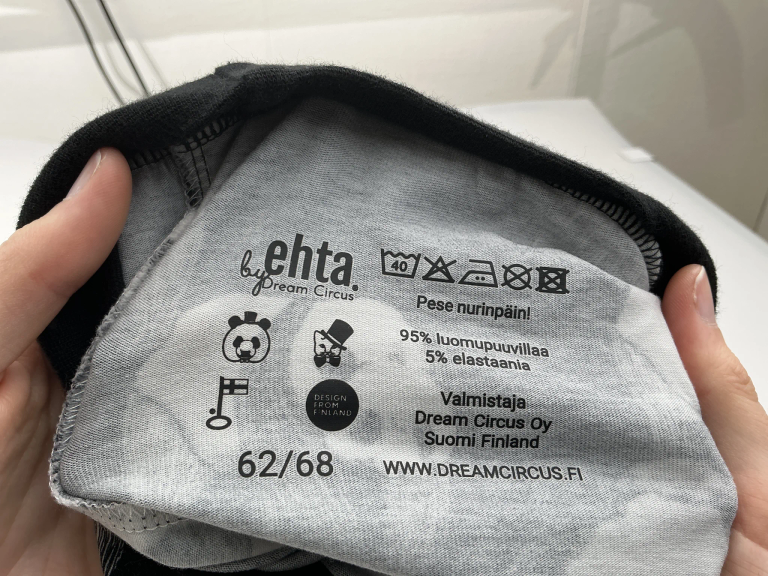 by ehta.
Dream Circus
40
Pese nurinpäin!
95% luomupuuvillaa
5% elastaania
DESIGN
FROM
FINLAND
62/68
Valmistaja
Dream Circus Oy
Suomi Finland
WWW.DREAMCIRCUS.FI